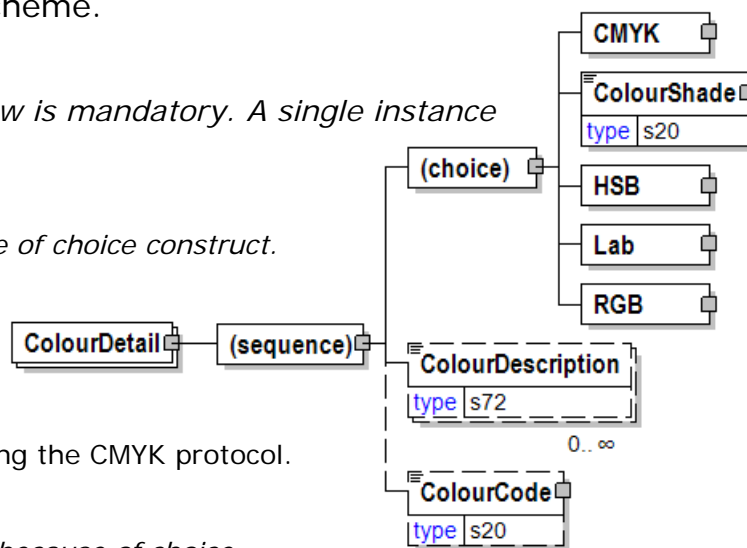 heme.
CMYK
ColourShade
type s20
w is mandatory. A single instance
(choice)
HSB
e of choice construct.
Lab
RGB
ColourDetail
(sequence)
ColourDescription
type s72
0.. ∞
ng the CMYK protocol.
ColourCode
type s20
because of choice